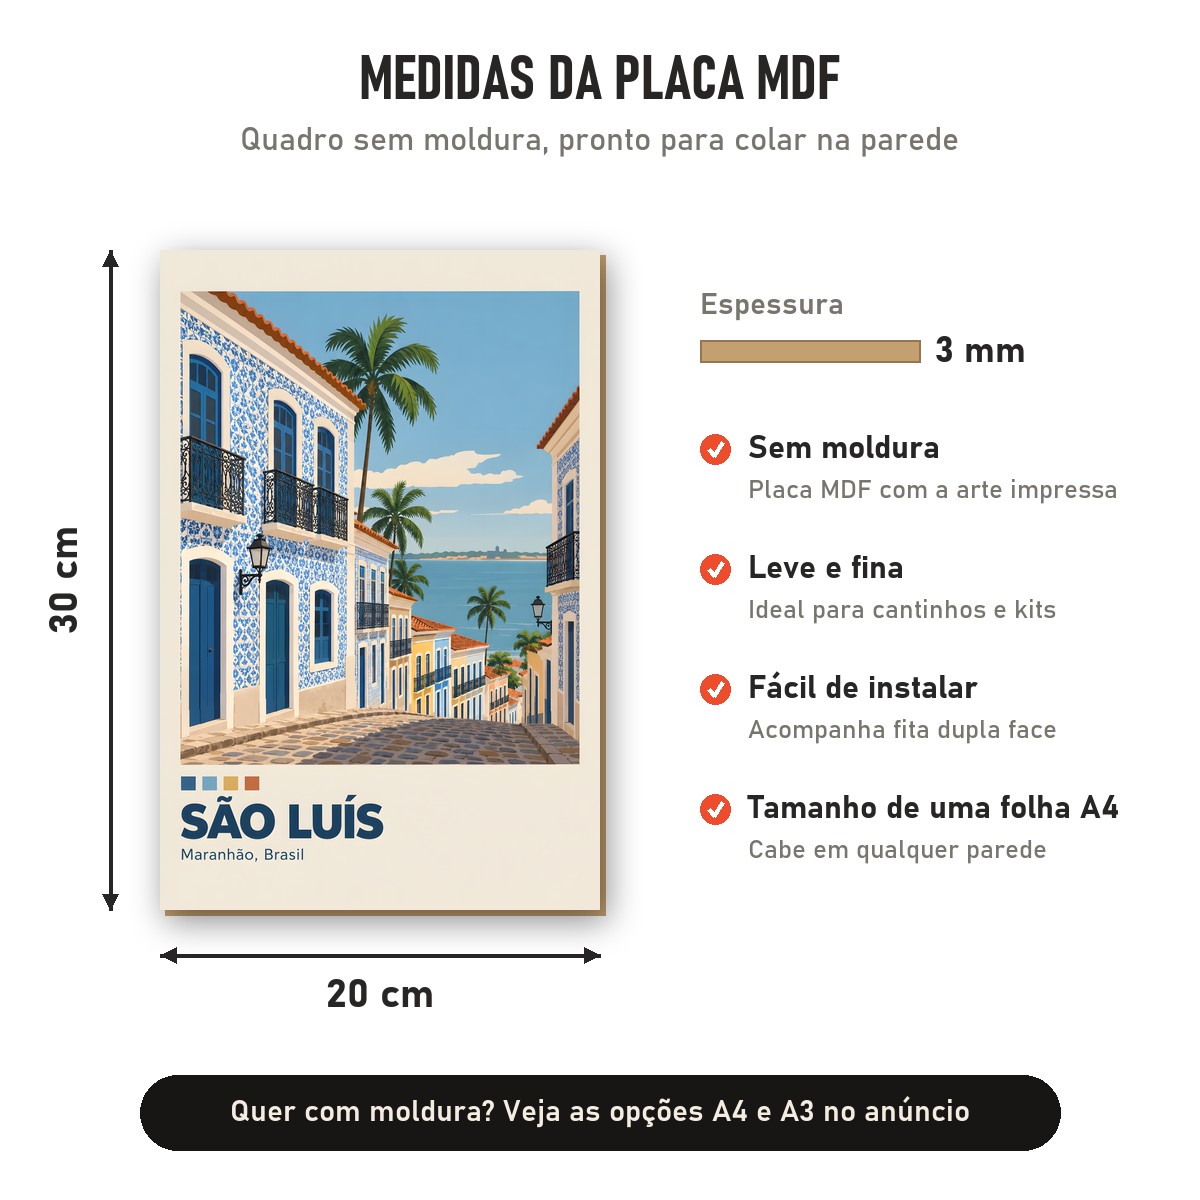 MEDIDAS DA PLACA MDF
Quadro sem moldura, pronto para colar na parede
30 cm
SÃO LUÍS
Maranhão, Brasil
20 cm
Espessura
3 mm
Sem moldura
Placa MDF com a arte impressa
Leve e fina
Ideal para cantinhos e kits
Fácil de instalar
Acompanha fita dupla face
Tamanho de uma folha A4
Cabe em qualquer parede
Quer com moldura? Veja as opções A4 e A3 no anúncio